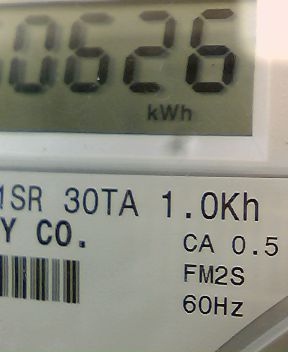 0626
kWh
1SR 30TA 1.0Kh
Y CO.
CA 0.5
FM2S
60Hz